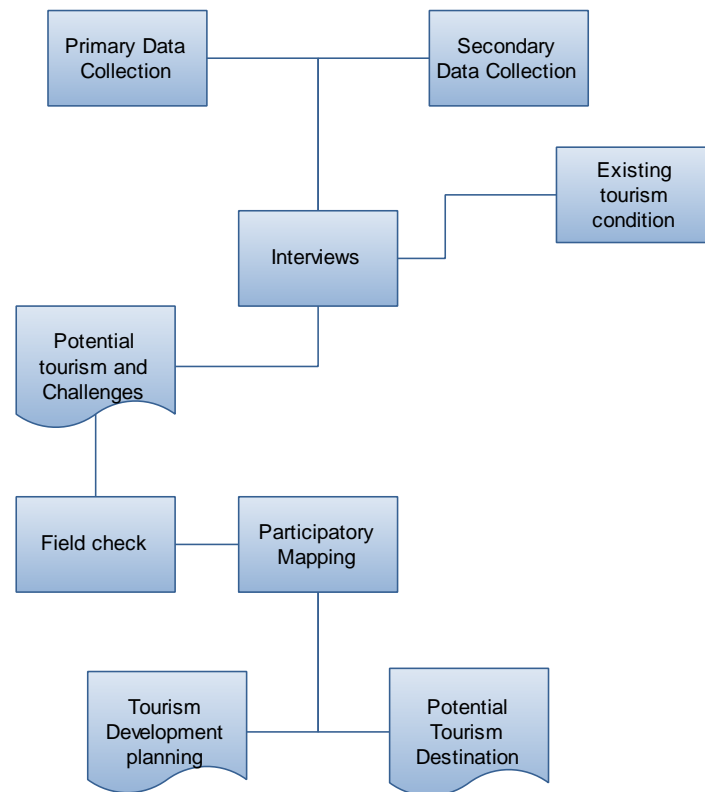 Primary Data
Collection
Secondary
Data Collection
Existing
tourism
condition
Interviews
Potential
tourism and
Challenges
Field check
Participatory
Mapping
Tourism
Development
planning
Potential
Tourism
Destination